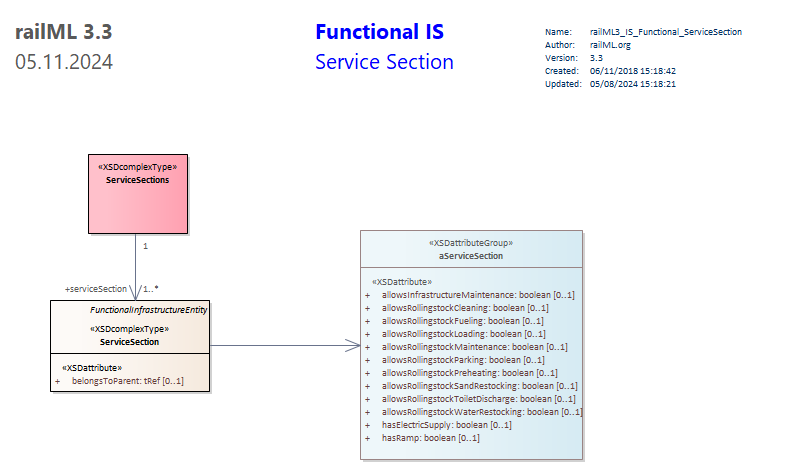 railML 3.3
05.11.2024
Functional IS
Service Section
Name: railML3_IS_Functional_ServiceSection
Author: railML.org
Version: 3.3
Created: 06/11/2018 15:18:42
Updated: 05/08/2024 15:18:21
«XSDcomplexType»
ServiceSections
1
+serviceSection 1..*
FunctionalInfrastructureEntity
«XSDcomplexType»
ServiceSection
«XSDattribute»
+ belongsToParent: tRef [0..1]
«XSDattributeGroup»
aServiceSection
«XSDattribute»
+ allowsInfrastructureMaintenance: boolean [0..1]
+ allowsRollingstockCleaning: boolean [0..1]
+ allowsRollingstockFueling: boolean [0..1]
+ allowsRollingstockLoading: boolean [0..1]
+ allowsRollingstockMaintenance: boolean [0..1]
+ allowsRollingstockParking: boolean [0..1]
+ allowsRollingstockPreheating: boolean [0..1]
+ allowsRollingstockSandRestocking: boolean [0..1]
+ allowsRollingstockToiletDischarge: boolean [0..1]
+ allowsRollingstockWaterRestocking: boolean [0..1]
+ hasElectricSupply: boolean [0..1]
+ hasRamp: boolean [0..1]